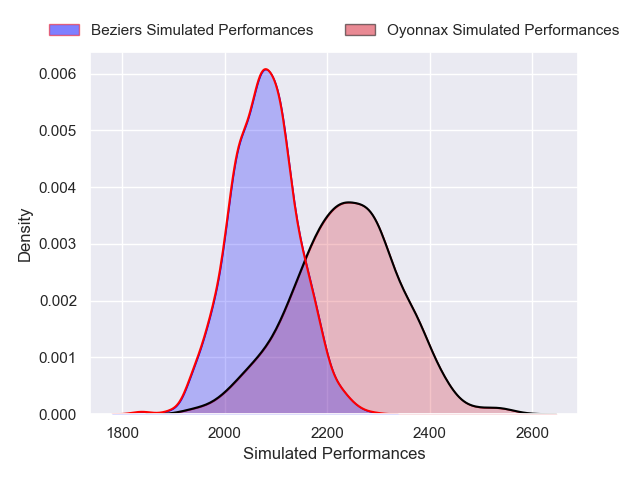 Beziers Simulated Performances Oyonnax Simulated Performances
0.006
0.005
0.004
0.003
0.002
0.001
0.000
Density
1800 2000 2200 2400 2600
Simulated Performances